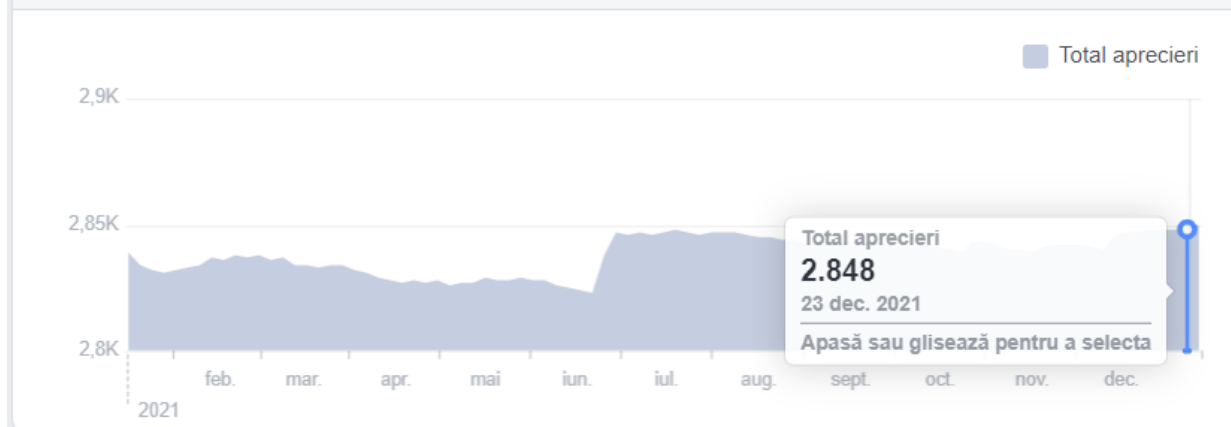 Total aprecieri
2,9K
2,85K
Total aprecieri
2.848
23 dec. 2021
Apasă sau glisează pentru a selecta
2,8K
feb. mar. apr. mai iun. iul. aug. sept. oct. nov. dec.
2021